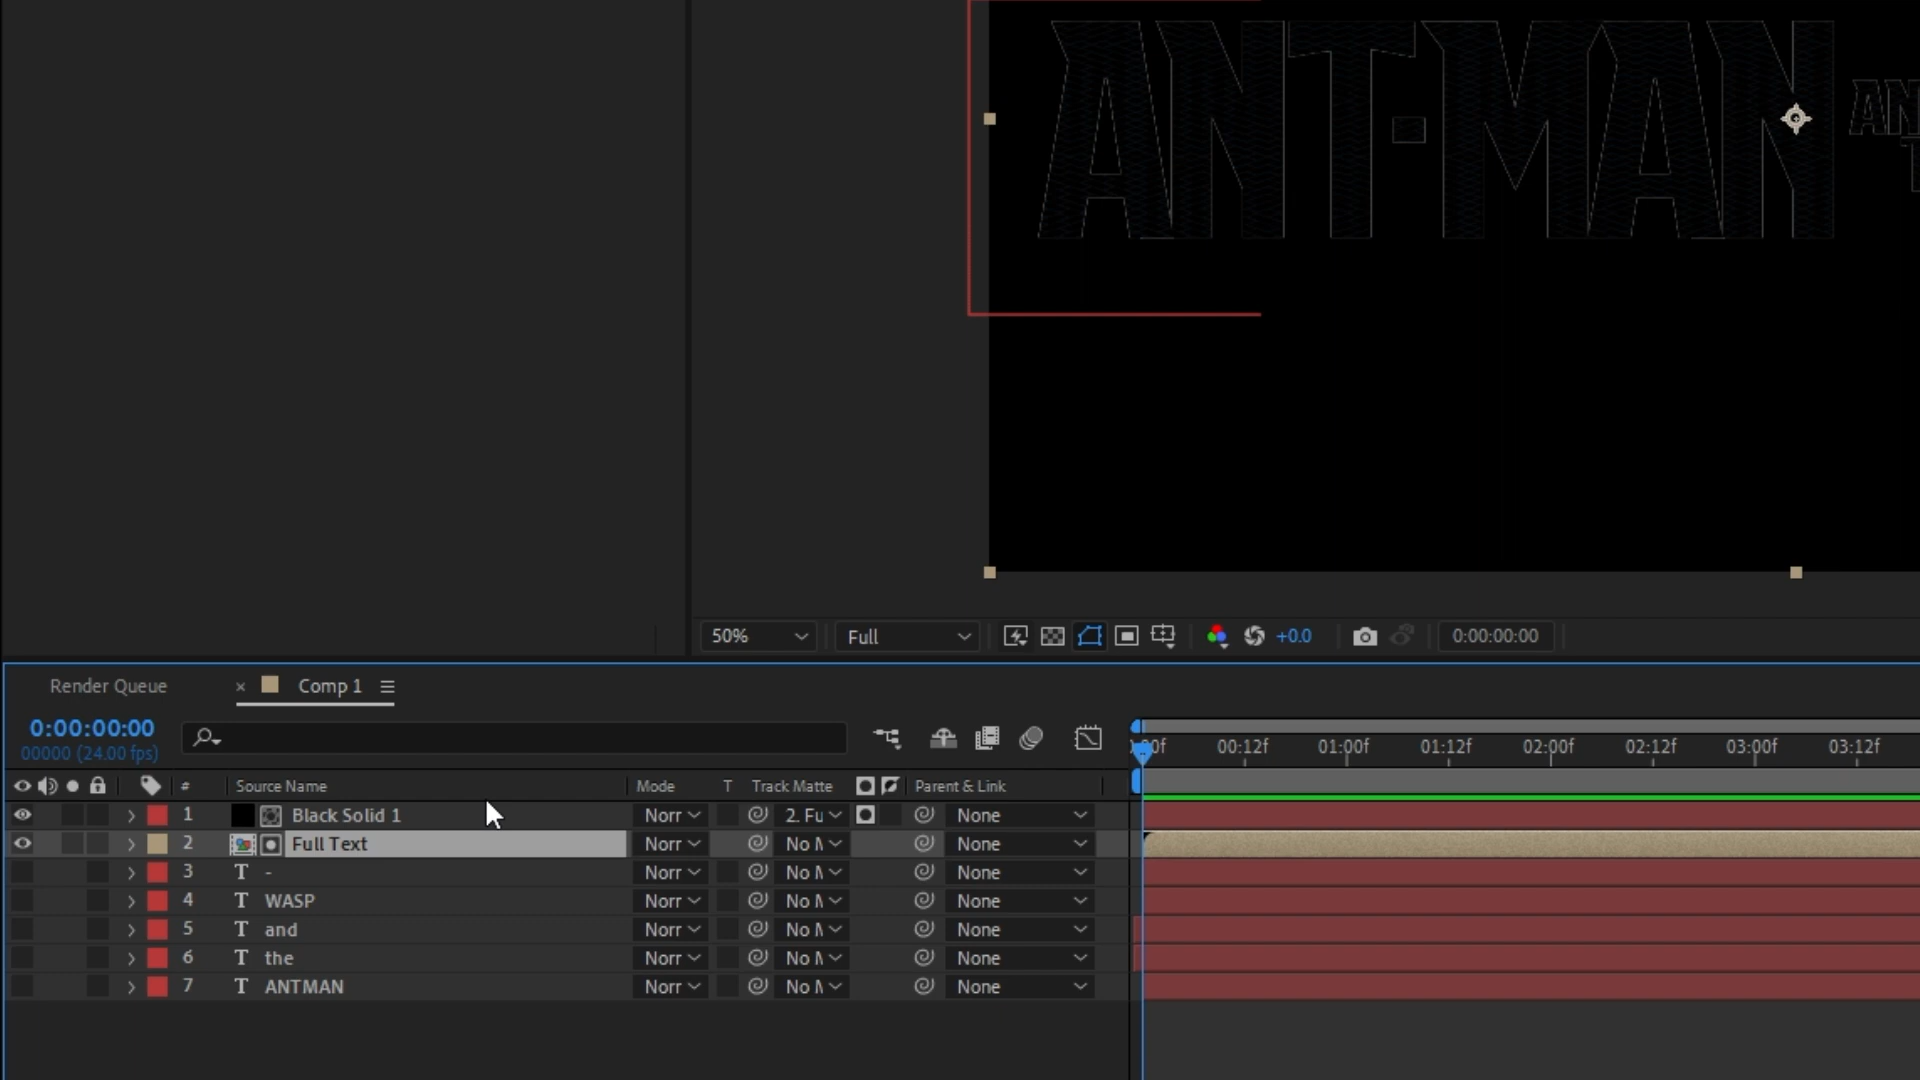 ANT-MAN
50%
Full
+0.0
0:00:00:00
Render Queue
× Comp 1
0:00:00:00
00000 (24.00 fps)
00:12f 01:00f 01:12f 02:00f 02:12f 03:00f 03:12f
# Source Name Mode T Track Matte Parent & Link
1 Black Solid 1 Norr 2. Fu None
2 Full Text Norr No None
3 T - Norr No None
4 T WASP Norr No None
5 T and Norr No None
6 T the Norr No None
7 T ANTMAN Norr No None